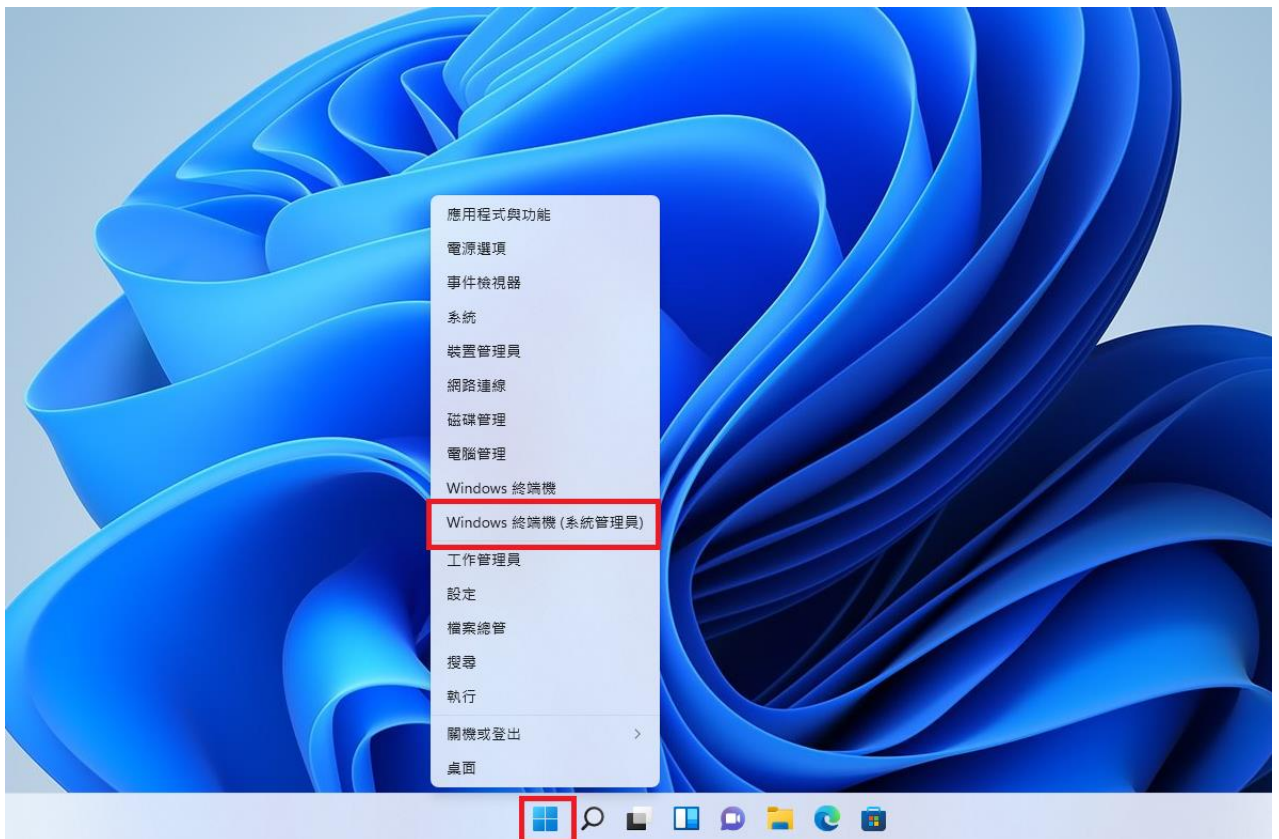 應用程式與功能
電源選項
事件檢視器
系統
裝置管理員
網路連線
磁碟管理
電腦管理
Windows 終端機
Windows 終端機 (系統管理員)
工作管理員
設定
檔案總管
搜尋
執行
關機或登出
桌面